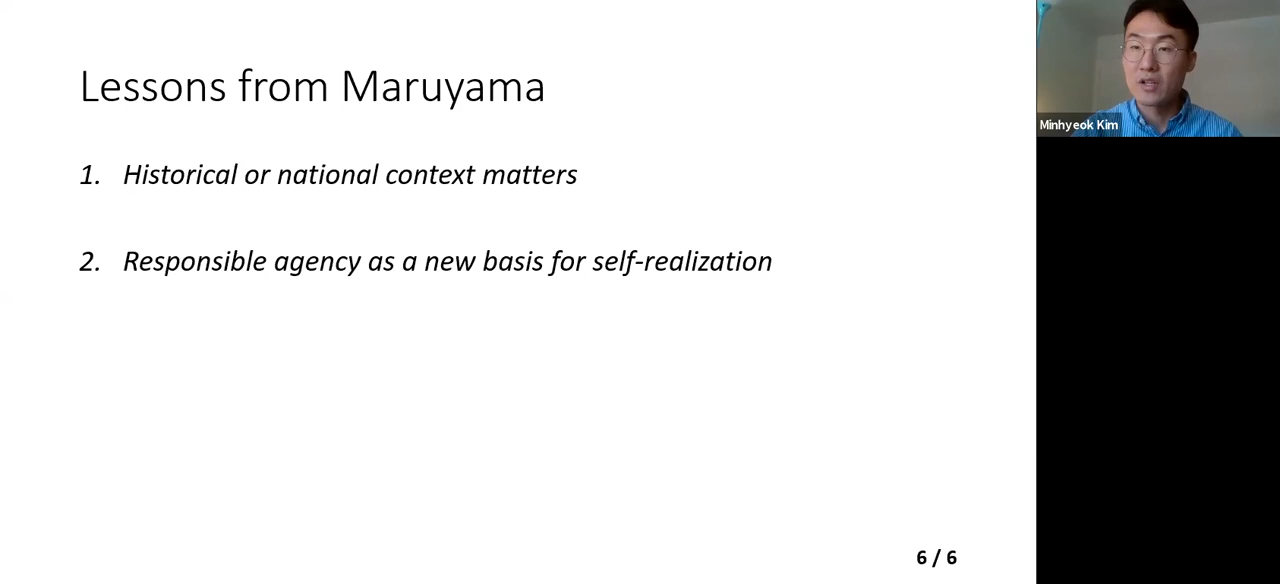 Lessons from Maruyama
1. Historical or national context matters
2. Responsible agency as a new basis for self-realization
6 / 6
Minhyeok Kim